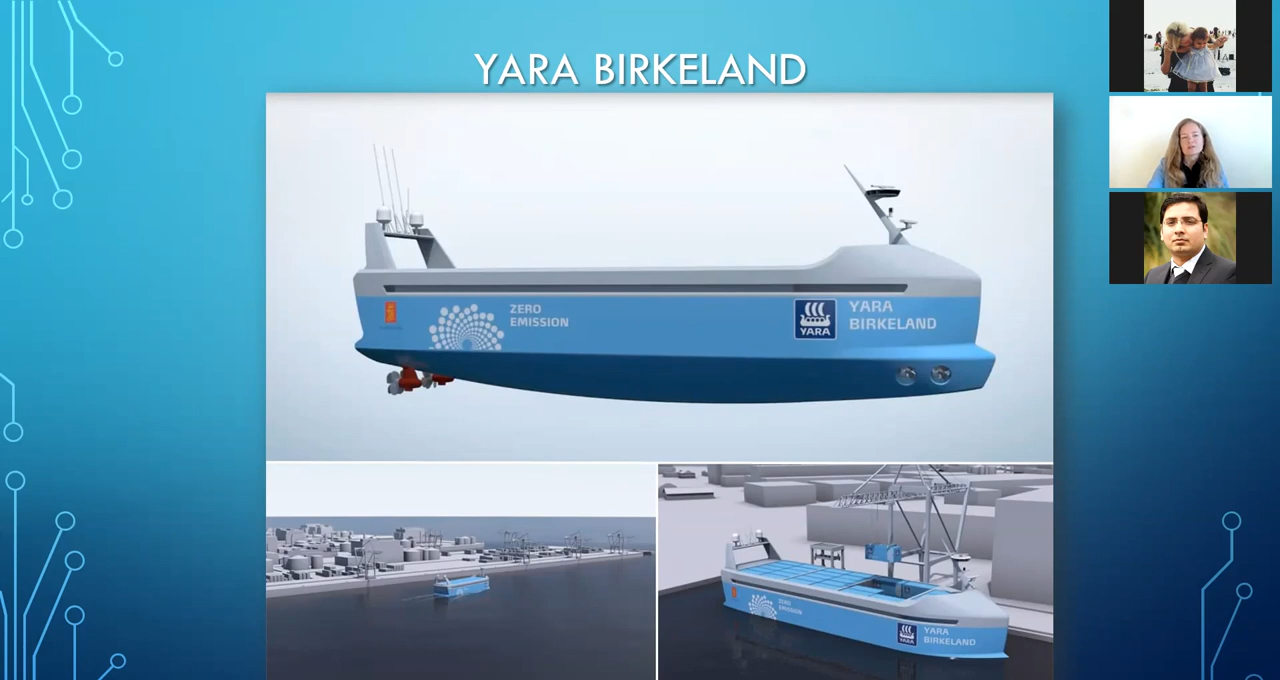 YARA BIRKELAND
ZERO
EMISSION
YARA
YARA
BIRKELAND
ZERO
EMISSION
YARA
YARA
BIRKELAND